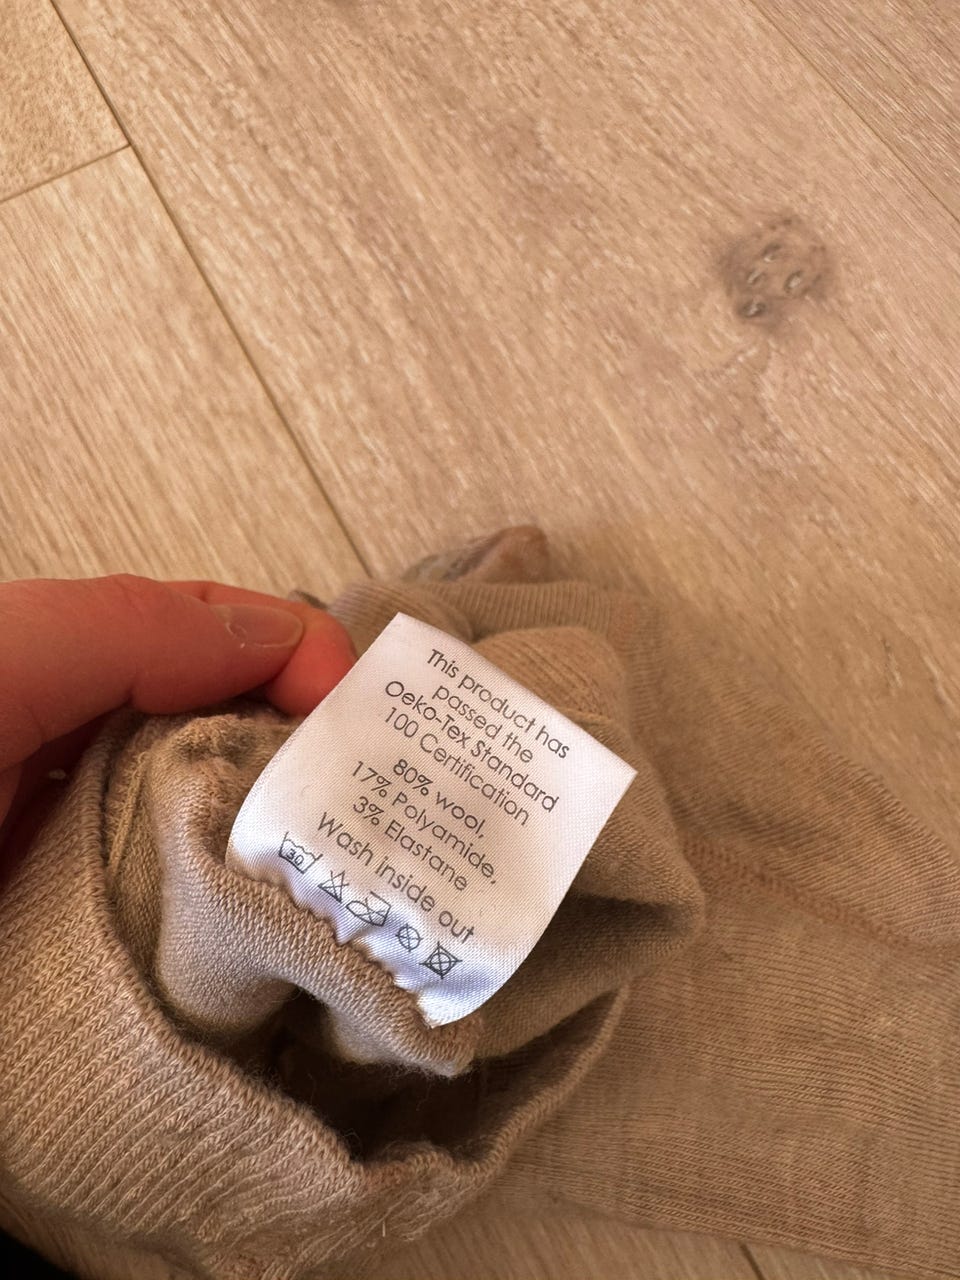 This product has
passed the
Oeko-Tex Standard
100 Certification
80% wool,
17% Polyamide,
3% Elastane
Wash inside out
30